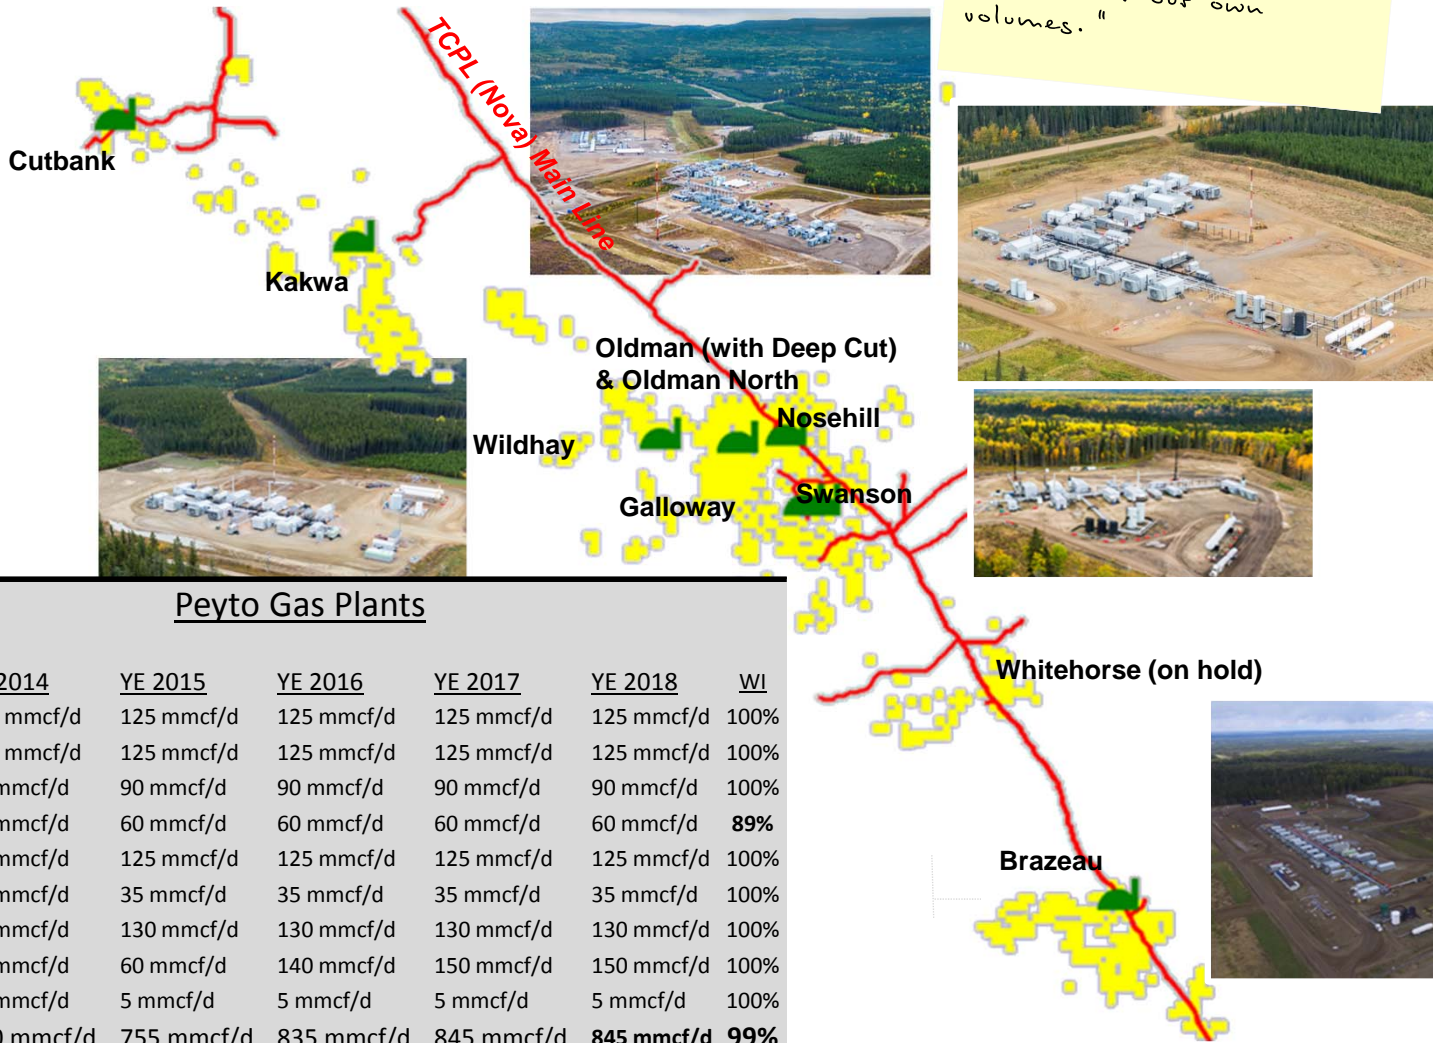 own
volumes."
TCPL (Nova) Main Line
Cutbank
Kakwa
Oldman (with Deep Cut)
& Oldman North
Nosehill
Wildhay
Galloway
Swanson
Whitehorse (on hold)
Brazeau
Peyto Gas Plants
2014 YE 2015 YE 2016 YE 2017 YE 2018 WI
mmcf/d 125 mmcf/d 125 mmcf/d 125 mmcf/d 125 mmcf/d 100%
mmcf/d 125 mmcf/d 125 mmcf/d 125 mmcf/d 125 mmcf/d 100%
mmcf/d 90 mmcf/d 90 mmcf/d 90 mmcf/d 90 mmcf/d 100%
mmcf/d 60 mmcf/d 60 mmcf/d 60 mmcf/d 60 mmcf/d 89%
mmcf/d 125 mmcf/d 125 mmcf/d 125 mmcf/d 125 mmcf/d 100%
mmcf/d 35 mmcf/d 35 mmcf/d 35 mmcf/d 35 mmcf/d 100%
mmcf/d 130 mmcf/d 130 mmcf/d 130 mmcf/d 130 mmcf/d 100%
mmcf/d 60 mmcf/d 140 mmcf/d 150 mmcf/d 150 mmcf/d 100%
mmcf/d 5 mmcf/d 5 mmcf/d 5 mmcf/d 5 mmcf/d 100%
mmcf/d 755 mmcf/d 835 mmcf/d 845 mmcf/d 845 mmcf/d 99%